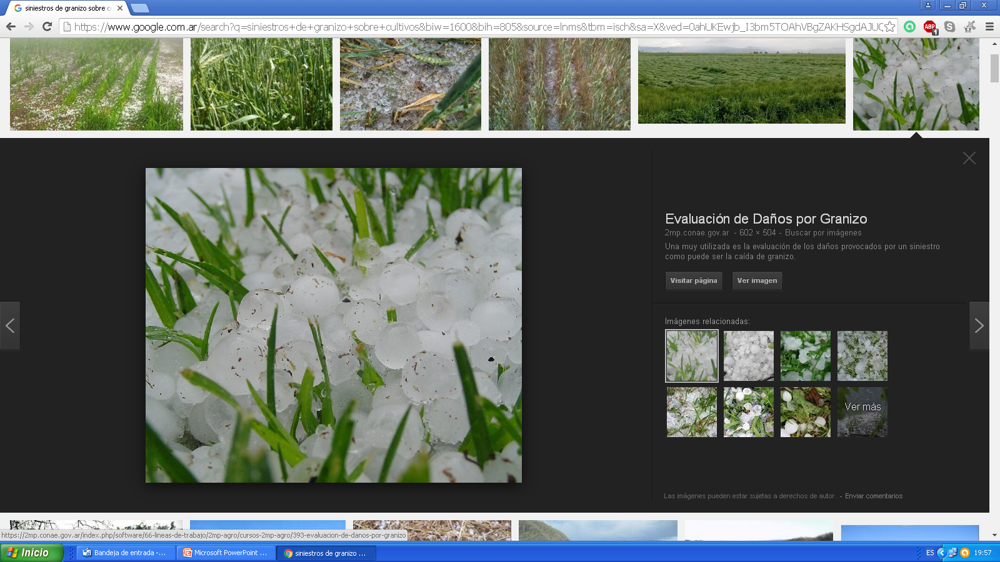 siniestros de granizo sobre cu
https://www.google.com.ar/search?q=siniestros+de+granizo+sobre+cultivos&biw=1600&bih=805&source=lnms&tbm=isch&sa=X&ved=0ahUKEwjb_I3bm5TOAhVBgZAKHSgdAJUQ
ABP
1
Evaluación de Daños por Granizo
2mp.conae.gov.ar - 602 × 504 - Buscar por imágenes
Una muy utilizada es la evaluación de los daños provocados por un siniestro
como puede ser la caída de granizo.
Visitar página
Ver imagen
Imágenes relacionadas:
Ver más
Las imágenes pueden estar sujetas a derechos de autor. - Enviar comentarios
https://2mp.conae.gov.ar/index.php/software/66-lineas-de-trabajo/2mp-agro/cursos-2mp-agro/393-evaluacion-de-danos-por-granizo
Inicio
Bandeja de entrada -...
Microsoft PowerPoint ...
siniestros de granizo ...
ES
19:57